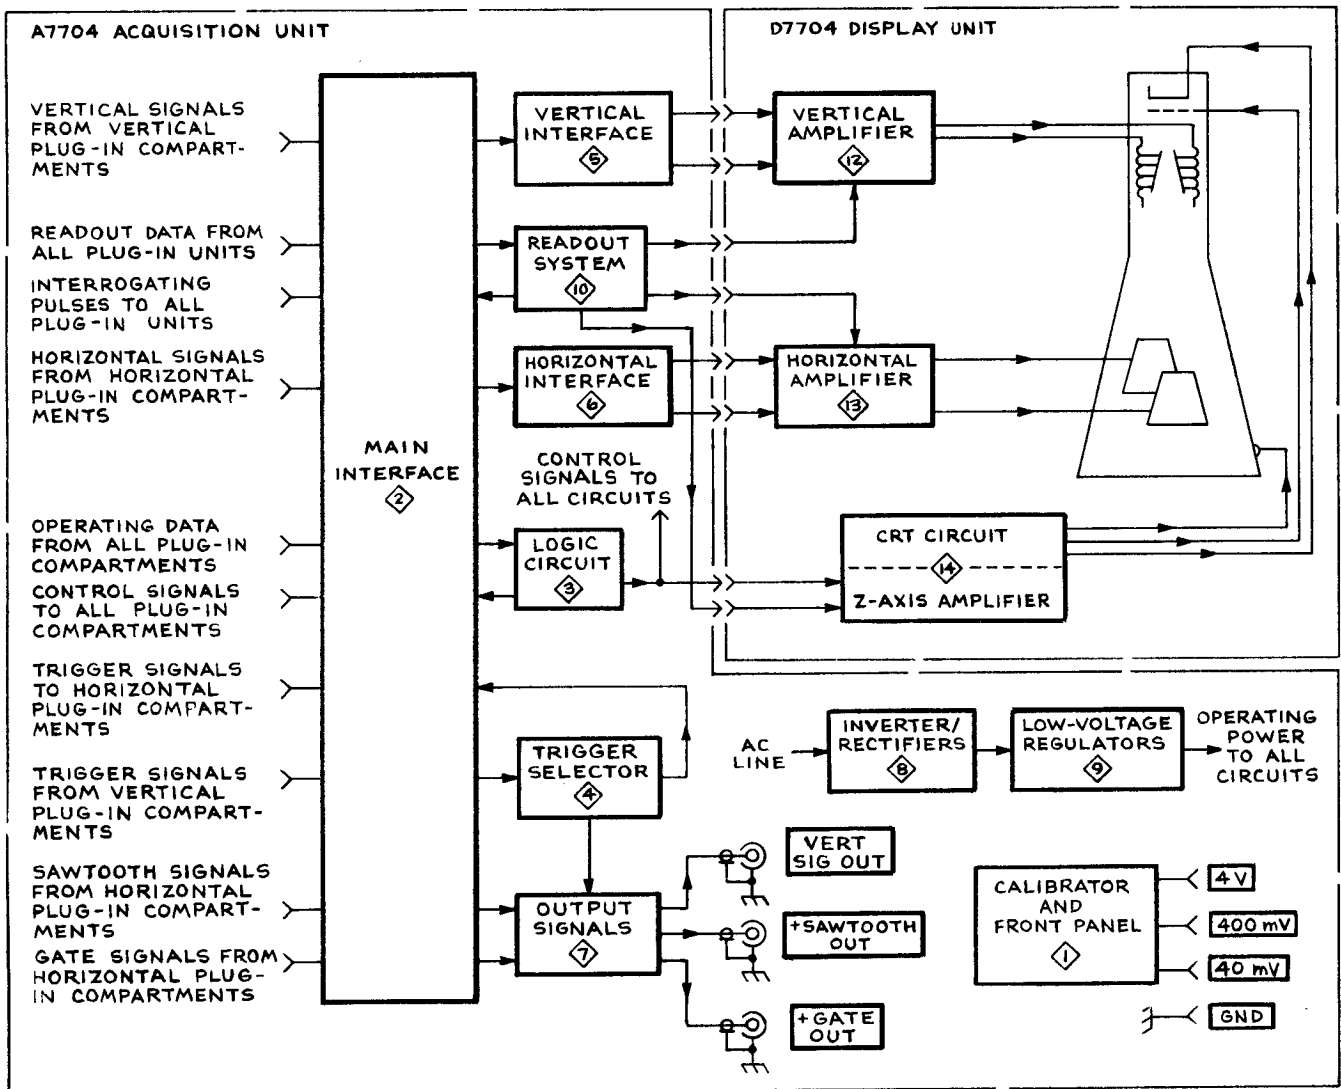 A7704 ACQUISITION UNIT
D7704 DISPLAY UNIT
VERTICAL SIGNALS
FROM VERTICAL
PLUG-IN COMPART-
MENTS
READOUT DATA FROM
ALL PLUG-IN UNITS
INTERROGATING
PULSES TO ALL
PLUG-IN UNITS
HORIZONTAL SIGNALS
FROM HORIZONTAL
PLUG-IN COMPART-
MENTS
OPERATING DATA
FROM ALL PLUG-IN
COMPARTMENTS
CONTROL SIGNALS
TO ALL PLUG-IN
COMPARTMENTS
TRIGGER SIGNALS
TO HORIZONTAL
PLUG-IN COMPART-
MENTS
TRIGGER SIGNALS
FROM VERTICAL
PLUG-IN COMPART-
MENTS
SAWTOOTH SIGNALS
FROM HORIZONTAL
PLUG-IN COMPART-
MENTS
GATE SIGNALS FROM
HORIZONTAL PLUG-
IN COMPARTMENTS
MAIN
INTERFACE
2
VERTICAL
INTERFACE
5
READOUT
SYSTEM
10
HORIZONTAL
INTERFACE
6
CONTROL
SIGNALS TO
ALL CIRCUITS
LOGIC
CIRCUIT
3
TRIGGER
SELECTOR
4
OUTPUT
SIGNALS
7
VERTICAL
AMPLIFIER
12
HORIZONTAL
AMPLIFIER
13
CRT CIRCUIT
14
Z-AXIS AMPLIFIER
AC
LINE
INVERTER/
RECTIFIERS
8
LOW-VOLTAGE
REGULATORS
9
OPERATING
POWER
TO ALL
CIRCUITS
VERT
SIG OUT
+SAWTOOTH
OUT
+GATE
OUT
CALIBRATOR
AND
FRONT PANEL
1
4V
400 mV
40 mV
GND